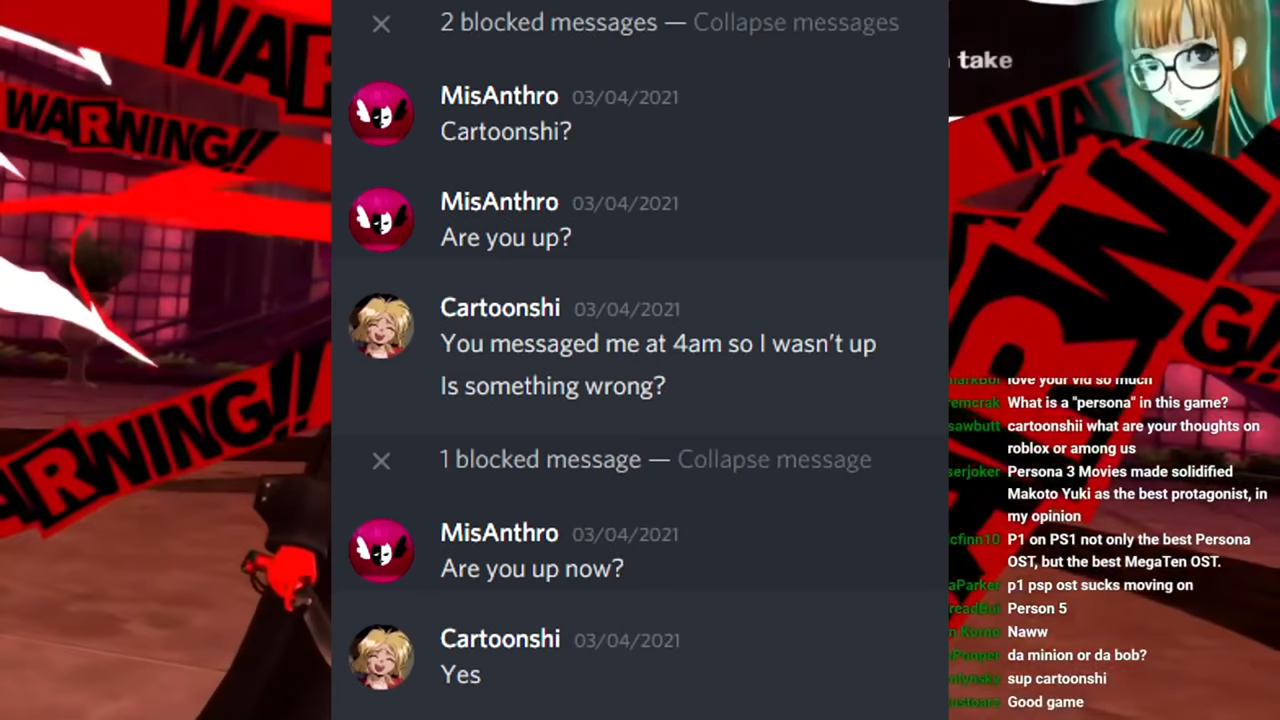 WARNING!!
WARNING!!
2 blocked messages — Collapse messages
MisAnthro 03/04/2021
Cartoonshi?
MisAnthro 03/04/2021
Are you up?
Cartoonshi 03/04/2021
You messaged me at 4am so I wasn't up
Is something wrong?
1 blocked message — Collapse message
MisAnthro 03/04/2021
Are you up now?
Cartoonshi 03/04/2021
Yes
take
love your vid so much
What is a "persona" in this game?
cartoonshii what are your thoughts on
roblox or among us
Persona 3 Movies made solidified
Makoto Yuki as the best protagonist, in
my opinion
P1 on PS1 not only the best Persona
OST, but the best MegaTen OST.
p1 psp ost sucks moving on
Person 5
Naww
da minion or da bob?
sup cartoonshi
Good game